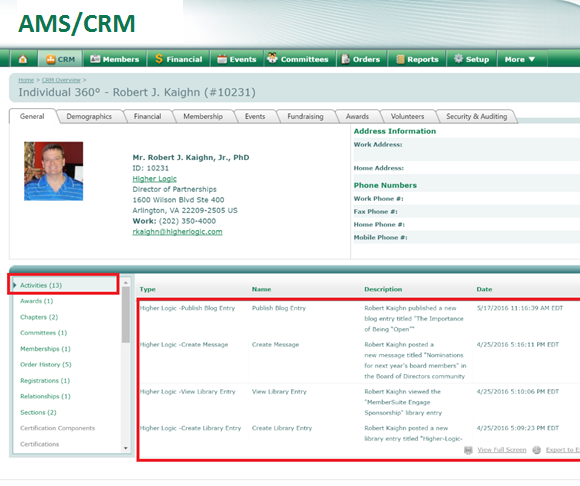 AMS/CRM
CRM Members $ Financial Events Committees Orders Reports Setup More ▼
Home > CRM Overview >
Individual 360° - Robert J. Kaighn (#10231)
General Demographics Financial Membership Events Fundraising Awards Volunteers Security & Auditing
Mr. Robert J. Kaighn, Jr., PhD
ID: 10231
Higher Logic
Director of Partnerships
1600 Wilson Blvd Ste 400
Arlington, VA 22209-2505 US
Work: (202) 350-4000
rkaighn@higherlogic.com
Address Information
Work Address:
Home Address:
Phone Numbers
Work Phone #:
Fax Phone #:
Home Phone #:
Mobile Phone #:
Activities (13)
Awards (1)
Chapters (2)
Committees (1)
Memberships (1)
Order History (5)
Registrations (1)
Relationships (1)
Sections (2)
Certification Components
Certifications
Type Name Description Date
Higher Logic -Publish Blog Entry Publish Blog Entry Robert Kaighn published a new 5/17/2016 11:16:39 AM EDT
blog entry titled "The Importance
of Being "Open""
Higher Logic -Create Message Create Message Robert Kaighn posted a 4/25/2016 5:16:11 PM EDT
new message titled "Nominations
for next year's board members" in
the Board of Directors community
Higher Logic -View Library Entry View Library Entry Robert Kaighn viewed the 4/25/2016 5:10:06 PM EDT
"MemberSuite Engage
Sponsorship" library entry
Higher Logic -Create Library Entry Create Library Entry Robert Kaighn posted a new 4/25/2016 5:09:23 PM EDT
library entry titled "Higher-Logic-
View Full Screen Export to E